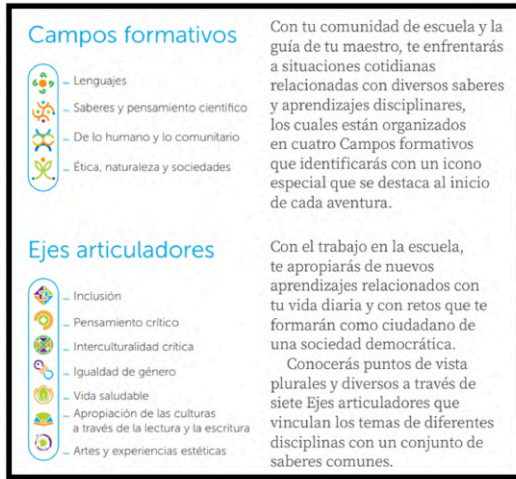 Campos formativos
Lenguajes
Saberes y pensamiento científico
De lo humano y lo comunitario
Ética, naturaleza y sociedades
Con tu comunidad de escuela y la
guía de tu maestro, te enfrentarás
a situaciones cotidianas
relacionadas con diversos saberes
y aprendizajes disciplinares,
los cuales están organizados
en cuatro Campos formativos
que identificarás con un icono
especial que se destaca al inicio
de cada aventura.
Ejes articuladores
Inclusión
Pensamiento crítico
Interculturalidad crítica
Igualdad de género
Vida saludable
Apropiación de las culturas
a través de la lectura y la escritura
Artes y experiencias estéticas
Con el trabajo en la escuela,
te apropiarás de nuevos
aprendizajes relacionados con
tu vida diaria y con retos que te
formarán como ciudadano de
una sociedad democrática.
Conocerás puntos de vista
plurales y diversos a través de
siete Ejes articuladores que
vinculan los temas de diferentes
disciplinas con un conjunto de
saberes comunes.